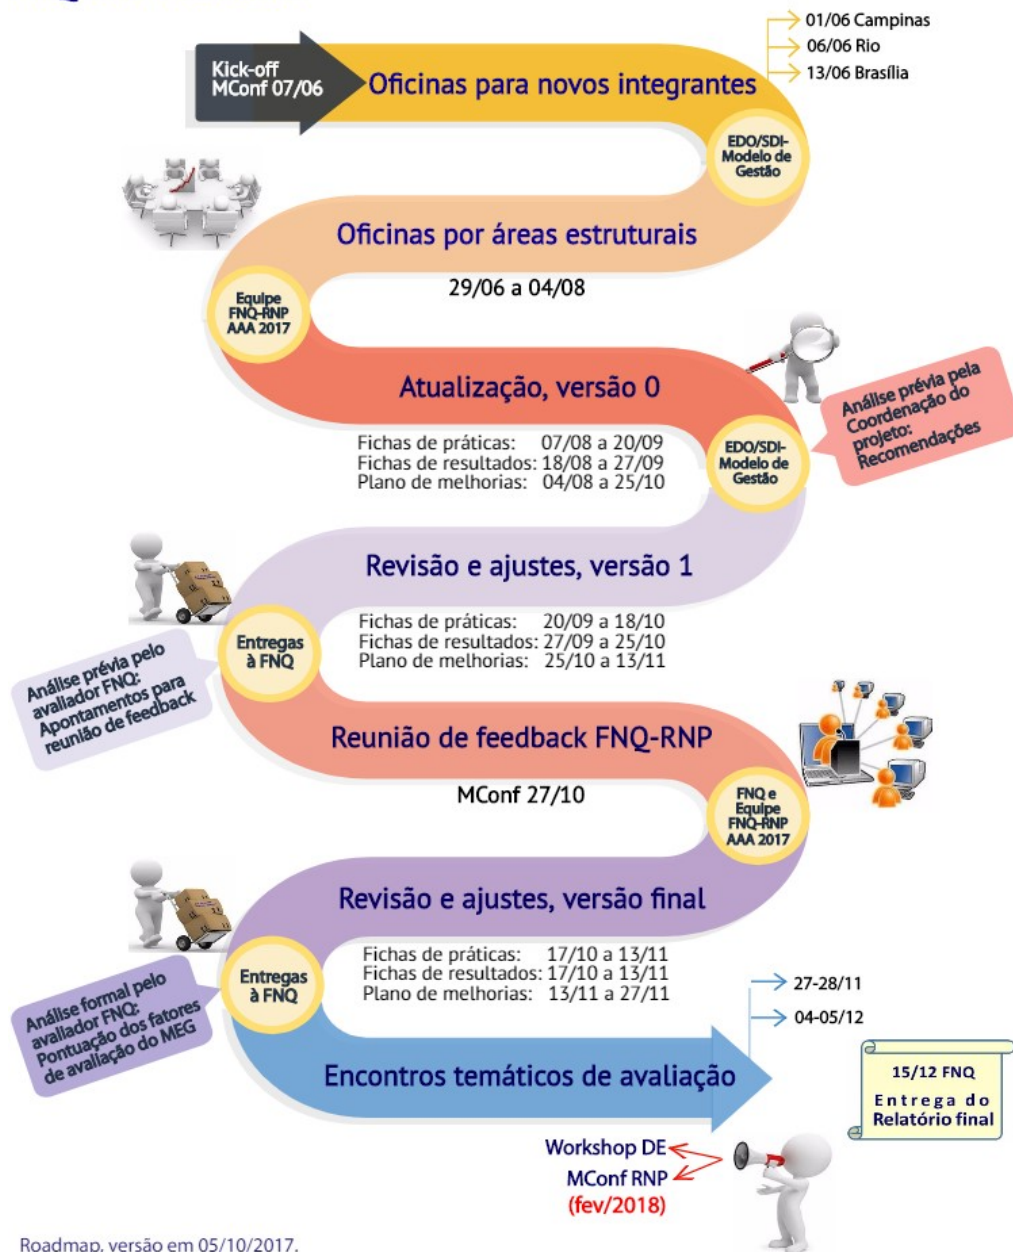 01/06 Campinas
06/06 Rio
13/06 Brasília
Kick-off
MConf 07/06
Oficinas para novos integrantes
EDO/SDI-
Modelo de
Gestão
Oficinas por áreas estruturais
29/06 a 04/08
Equipe
FNQ-RNP
AAA 2017
Atualização, versão 0
Análise prévia pela
Coordenação do
projeto:
Recomendações
Fichas de práticas: 07/08 a 20/09
Fichas de resultados: 18/08 a 27/09
Plano de melhorias: 04/08 a 25/10
EDO/SDI-
Modelo de
Gestão
Revisão e ajustes, versão 1
Fichas de práticas: 20/09 a 18/10
Fichas de resultados: 27/09 a 25/10
Plano de melhorias: 25/10 a 13/11
Entregas
à FNQ
Análise prévia pelo
avaliador FNQ:
Apontamentos para
reunião de feedback
Reunião de feedback FNQ-RNP
MConf 27/10
FNQ e
Equipe
FNQ-RNP
AAA 2017
Revisão e ajustes, versão final
Fichas de práticas: 17/10 a 13/11
Fichas de resultados: 17/10 a 13/11
Plano de melhorias: 13/11 a 27/11
Entregas
à FNQ
Análise formal pelo
avaliador FNQ:
Pontuação dos fatores
de avaliação do MEG
27-28/11
04-05/12
Encontros temáticos de avaliação
15/12 FNQ
Entrega do
Relatório final
Workshop DE
MConf RNP
(fev/2018)
Roadmap, versão em 05/10/2017.